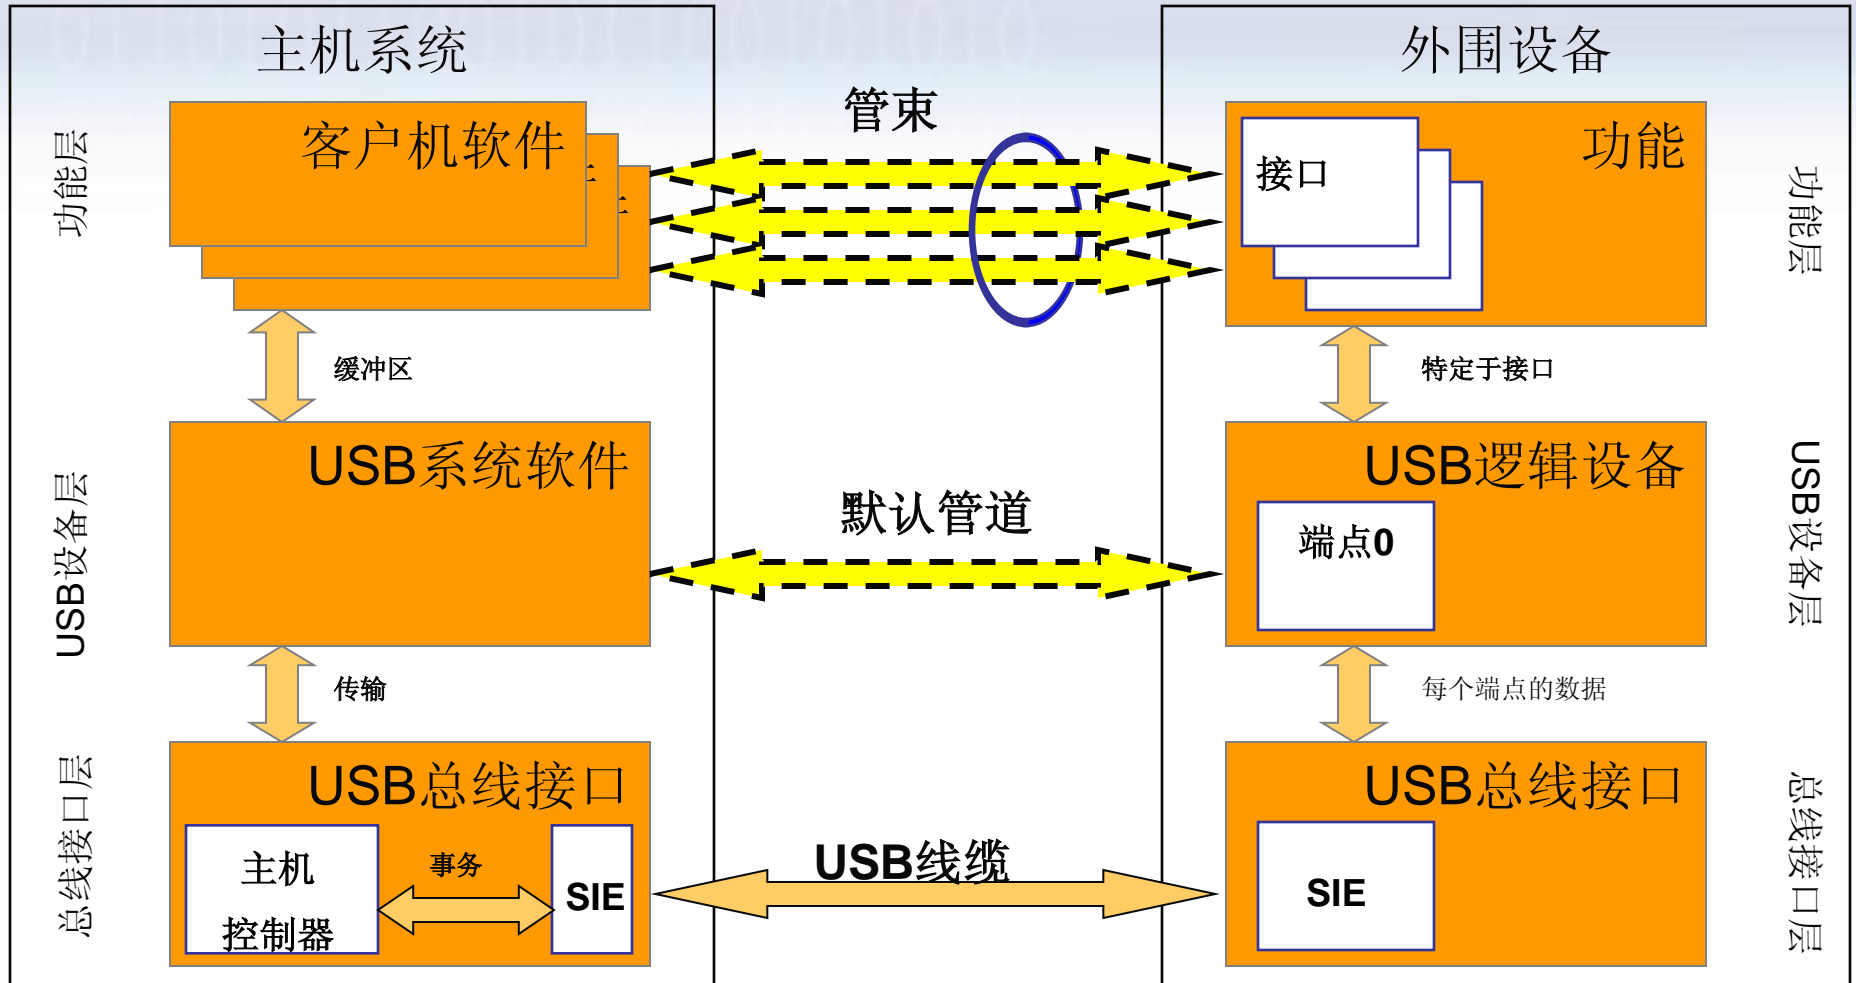 主机系统
外围设备
管束
客户机软件
件
件
功能层
接口
功能
功能层
缓冲区
特定于接口
USB系统软件
USB设备层
默认管道
USB逻辑设备
端点0
USB设备层
传输
每个端点的数据
USB总线接口
总线接口层
主机
控制器
事务
SIE
USB线缆
USB总线接口
SIE
总线接口层